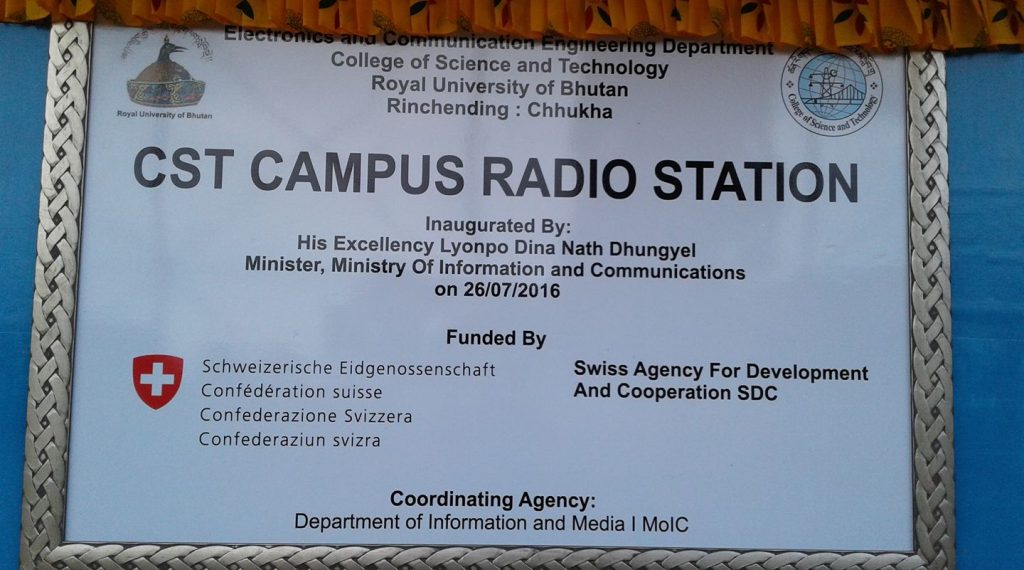 Electronics and Communication Engineering Department
College of Science and Technology
Royal University of Bhutan
Rinchending : Chhukha
Royal University of Bhutan
College of Science and Technology
CST CAMPUS RADIO STATION
Inaugurated By:
His Excellency Lyonpo Dina Nath Dhungyel
Minister, Ministry Of Information and Communications
on 26/07/2016
Funded By
Schweizerische Eidgenossenschaft
Confédération suisse
Confederazione Svizzera
Confederaziun svizra
Swiss Agency For Development
And Cooperation SDC
Coordinating Agency:
Department of Information and Media I MoIC